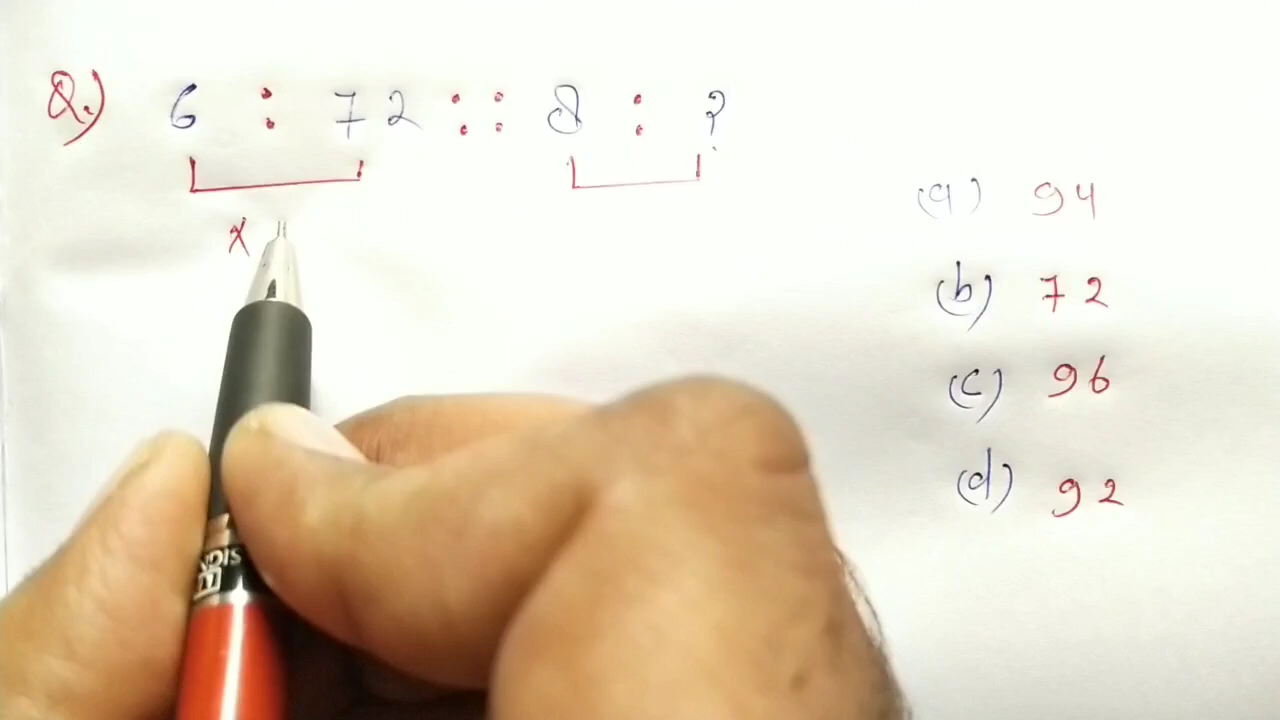 Q.) 6 : 72 :: 8 : ?
x
(a) 94
(b) 72
(c) 96
(d) 92